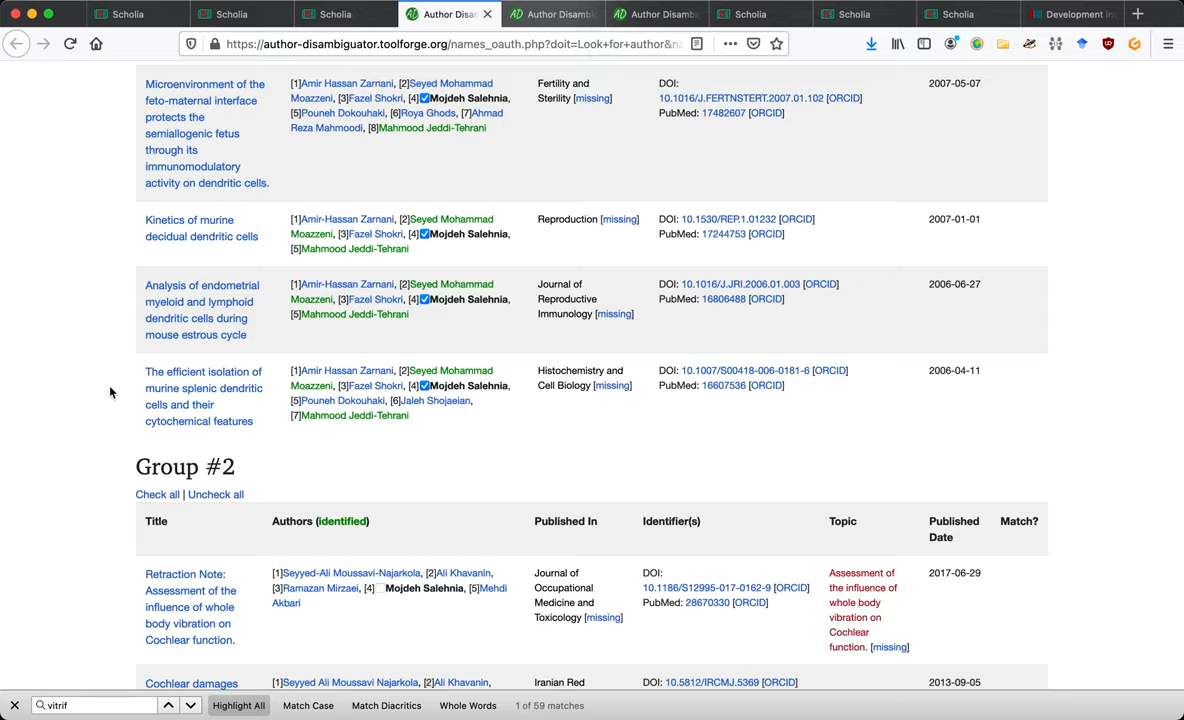 Scholia
Scholia
Scholia
Author Disa
Author Disambi
Author Disamb
Scholia
Scholia
Scholia
Development In
https://author-disambiguator.toolforge.org/names_oauth.php?doit=Look+for+author&na
Microenvironment of the
feto-maternal interface
protects the
semiallogenic fetus
through its
immunomodulatory
activity on dendritic cells.
[1]Amir Hassan Zarnani, [2]Seyed Mohammad
Moazzeni, [3]Fazel Shokri, [4]Mojdeh Salehnia,
[5]Pouneh Dokouhaki, [6]Roya Ghods, [7]Ahmad
Reza Mahmoodi, [8]Mahmood Jeddi-Tehrani
Fertility and
Sterility [missing]
DOI:
10.1016/J.FERTNSTERT.2007.01.102 [ORCID]
PubMed: 17482607 [ORCID]
2007-05-07
Kinetics of murine
decidual dendritic cells
[1]Amir-Hassan Zarnani, [2]Seyed Mohammad
Moazzeni, [3]Fazel Shokri, [4]Mojdeh Salehnia,
[5]Mahmood Jeddi-Tehrani
Reproduction [missing]
DOI: 10.1530/REP.1.01232 [ORCID]
PubMed: 17244753 [ORCID]
2007-01-01
Analysis of endometrial
myeloid and lymphoid
dendritic cells during
mouse estrous cycle
[1]Amir-Hassan Zarnani, [2]Seyed Mohammad
Moazzeni, [3]Fazel Shokri, [4]Mojdeh Salehnia,
[5]Mahmood Jeddi-Tehrani
Journal of
Reproductive
Immunology [missing]
DOI: 10.1016/J.JRI.2006.01.003 [ORCID]
PubMed: 16806488 [ORCID]
2006-06-27
The efficient isolation of
murine splenic dendritic
cells and their
cytochemical features
[1]Amir Hassan Zarnani, [2]Seyed Mohammad
Moazzeni, [3]Fazel Shokri, [4]Mojdeh Salehnia,
[5]Pouneh Dokouhaki, [6]Jaleh Shojaeian,
[7]Mahmood Jeddi-Tehrani
Histochemistry and
Cell Biology [missing]
DOI: 10.1007/S00418-006-0181-6 [ORCID]
PubMed: 16607536 [ORCID]
2006-04-11
Group #2
Check all | Uncheck all
Title
Authors (identified)
Published In
Identifier(s)
Topic
Published
Date
Match?
Retraction Note:
Assessment of the
influence of whole
body vibration on
Cochlear function.
[1]Seyyed-Ali Moussavi-Najarkola, [2]Ali Khavanin,
[3]Ramazan Mirzaei, [4]Mojdeh Salehnia, [5]Mehdi
Akbari
Journal of
Occupational
Medicine and
Toxicology [missing]
DOI:
10.1186/S12995-017-0162-9 [ORCID]
PubMed: 28670330 [ORCID]
Assessment of
the influence of
whole body
vibration on
Cochlear
function. [missing]
2017-06-29
Cochlear damages
[1]Seyyed Ali Moussavi Najarkola, [2]Ali Khavanin,
Iranian Red
DOI: 10.5812/IRCMJ.5369 [ORCID]
2013-09-05
vitrif
Highlight All
Match Case
Match Diacritics
Whole Words
1 of 59 matches